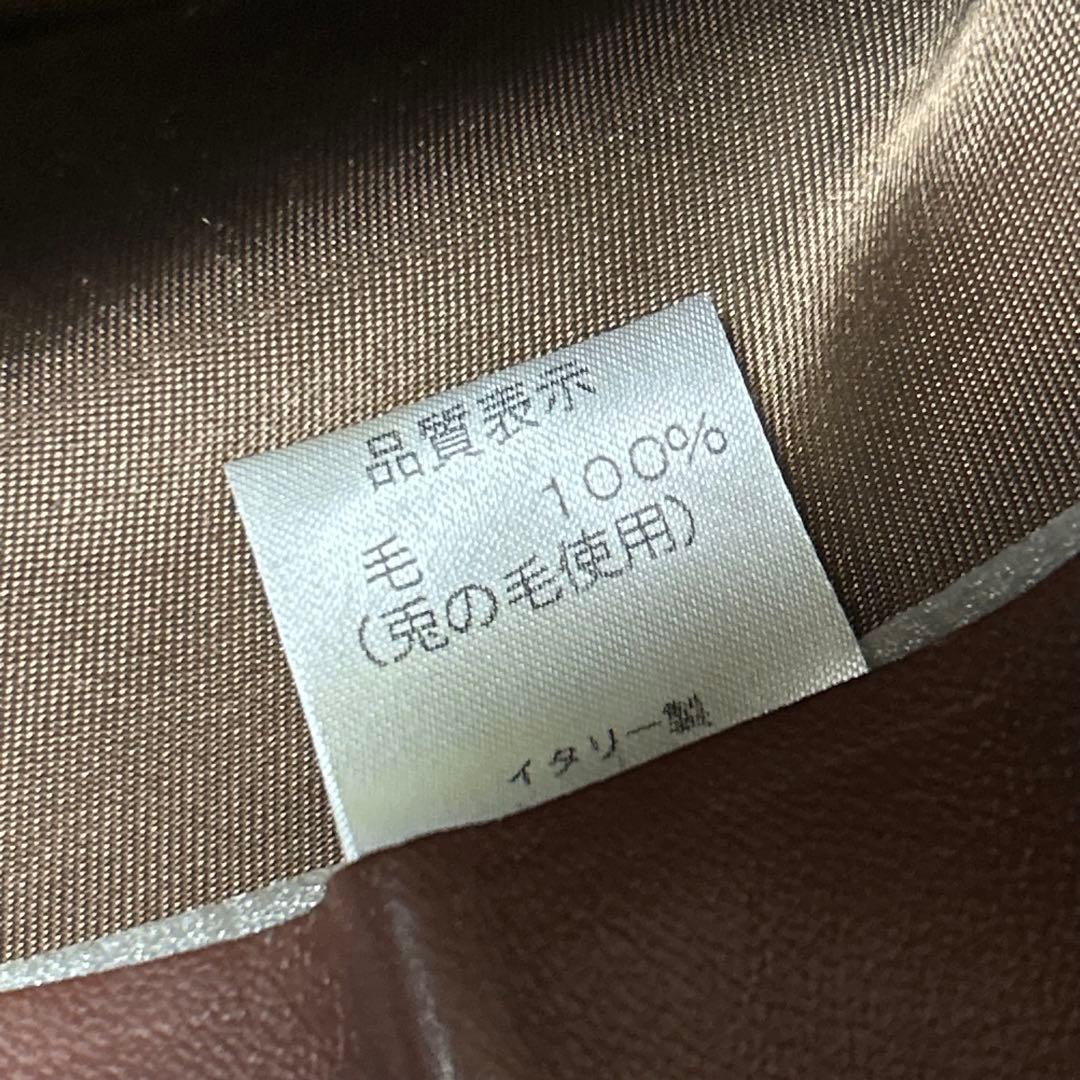 品質表示
毛 100%
(兎の毛使用)
イタリー製